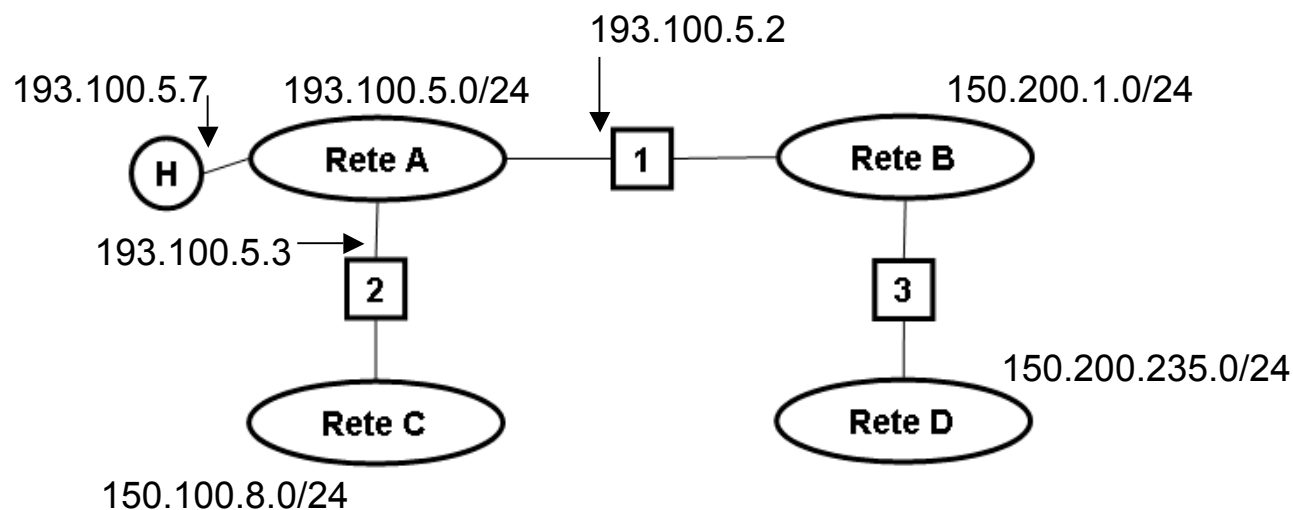 193.100.5.2
193.100.5.7
193.100.5.0/24
150.200.1.0/24
H
Rete A
1
Rete B
193.100.5.3
2
3
150.200.235.0/24
Rete C
Rete D
150.100.8.0/24